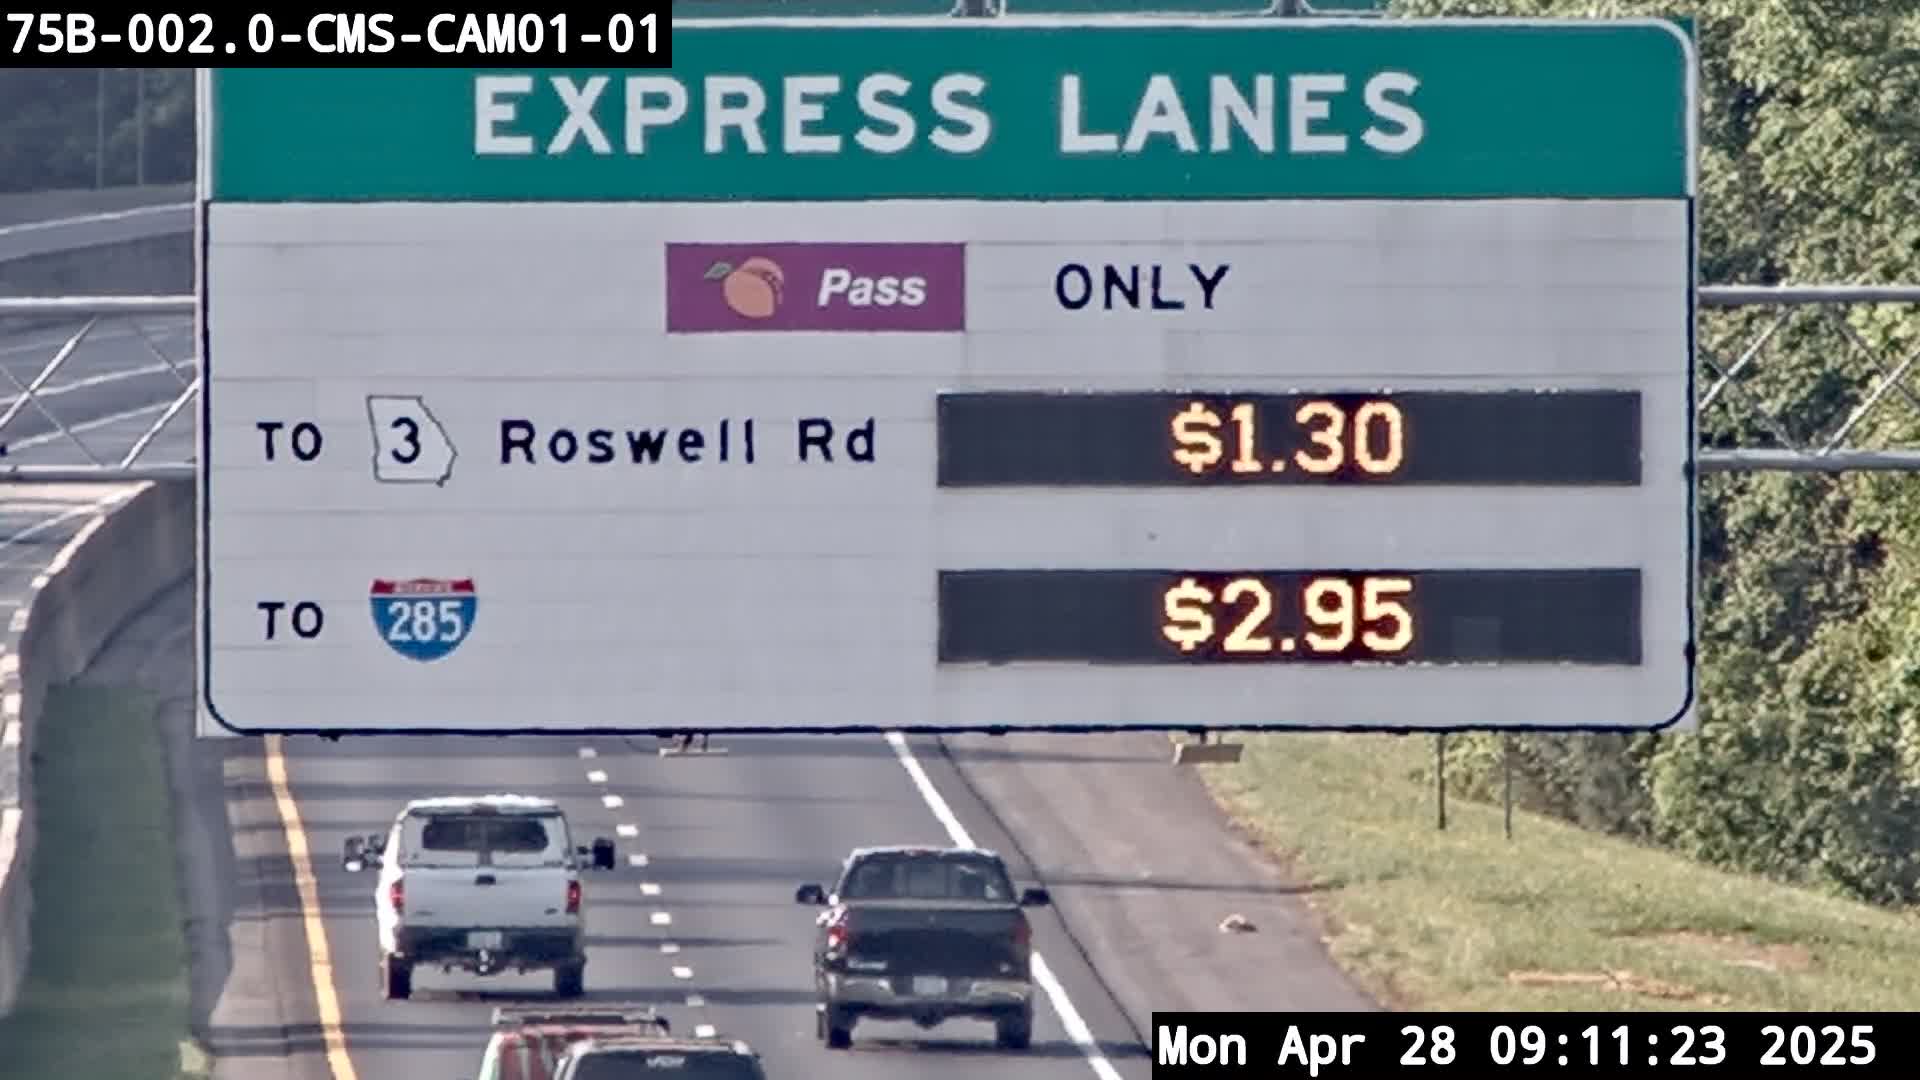 75B-002.0-CMS-CAM01-01
EXPRESS LANES
Pass ONLY
TO 3 Roswell Rd $1.30
TO 285 $2.95
Mon Apr 28 09:11:23 2025